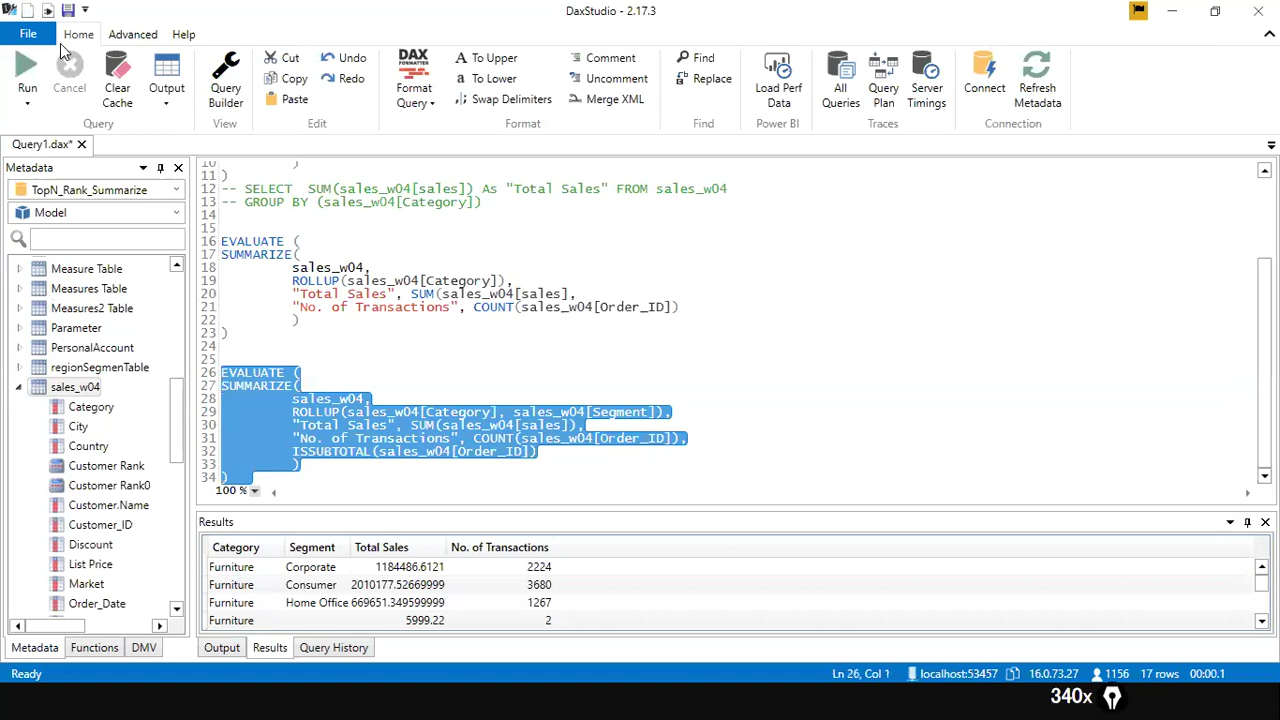 DaxStudio - 2.17.3
File Home Advanced Help
Run
Cancel
Clear Cache
Output
Query Builder
Cut
Copy
Paste
Undo
Redo
DAX FORMATTER
Format Query
To Upper
To Lower
Swap Delimiters
Comment
Uncomment
Merge XML
Find
Replace
Load Perf Data
All Queries
Query Plan
Server Timings
Connect
Refresh Metadata
Query View Edit Format Find Power BI Traces Connection
Query1.dax*
Metadata
TopN_Rank_Summarize
Model
Measure Table
Measures Table
Measures2 Table
Parameter
PersonalAccount
regionSegmentTable
sales_w04
Category
City
Country
Customer Rank
Customer Rank0
Customer.Name
Customer_ID
Discount
List Price
Market
Order_Date
Metadata Functions DMV
10 )
11 )
12 -- SELECT SUM(sales_w04[sales]) As "Total Sales" FROM sales_w04
13 -- GROUP BY (sales_w04[Category])
14
15
16 EVALUATE (
17 SUMMARIZE(
18 sales_w04,
19 ROLLUP(sales_w04[Category]),
20 "Total Sales", SUM(sales_w04[sales],
21 "No. of Transactions", COUNT(sales_w04[Order_ID])
22 )
23 )
24
25
26 EVALUATE (
27 SUMMARIZE(
28 sales_w04,
29 ROLLUP(sales_w04[Category], sales_w04[Segment]),
30 "Total Sales", SUM(sales_w04[sales]),
31 "No. of Transactions", COUNT(sales_w04[Order_ID]),
32 ISSUBTOTAL(sales_w04[Order_ID])
33 )
34 )
100 %
Results
Category Segment Total Sales No. of Transactions
Furniture Corporate 1184486.6121 2224
Furniture Consumer 2010177.52669999 3680
Furniture Home Office 669651.349599999 1267
Furniture 5999.22 2
Output Results Query History
Ready Ln 26, Col 1 localhost:53457 16.0.73.27 1156 17 rows 00:00.1
340x